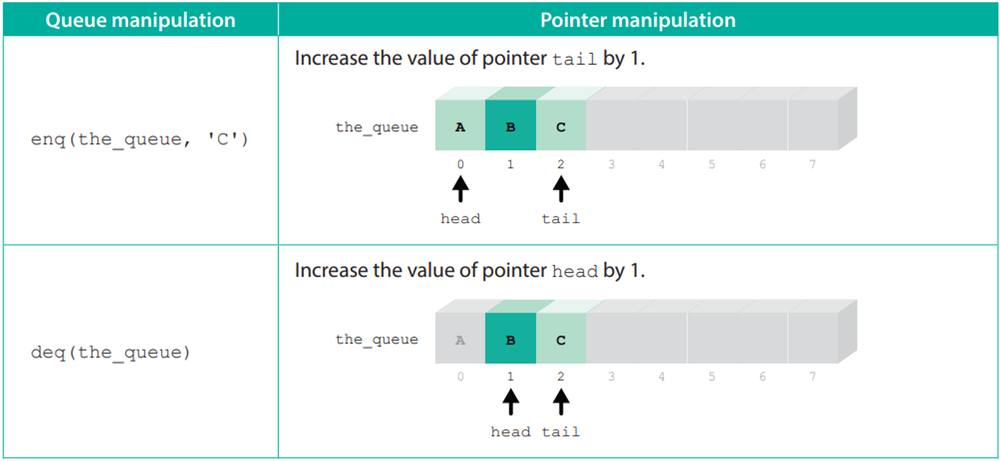 Queue manipulation
Pointer manipulation
enq(the_queue, 'C')
Increase the value of pointer tail by 1.
the_queue
A B C
0 1 2 3 4 5 6 7
head tail
deq(the_queue)
Increase the value of pointer head by 1.
the_queue
A B C
0 1 2 3 4 5 6 7
head tail